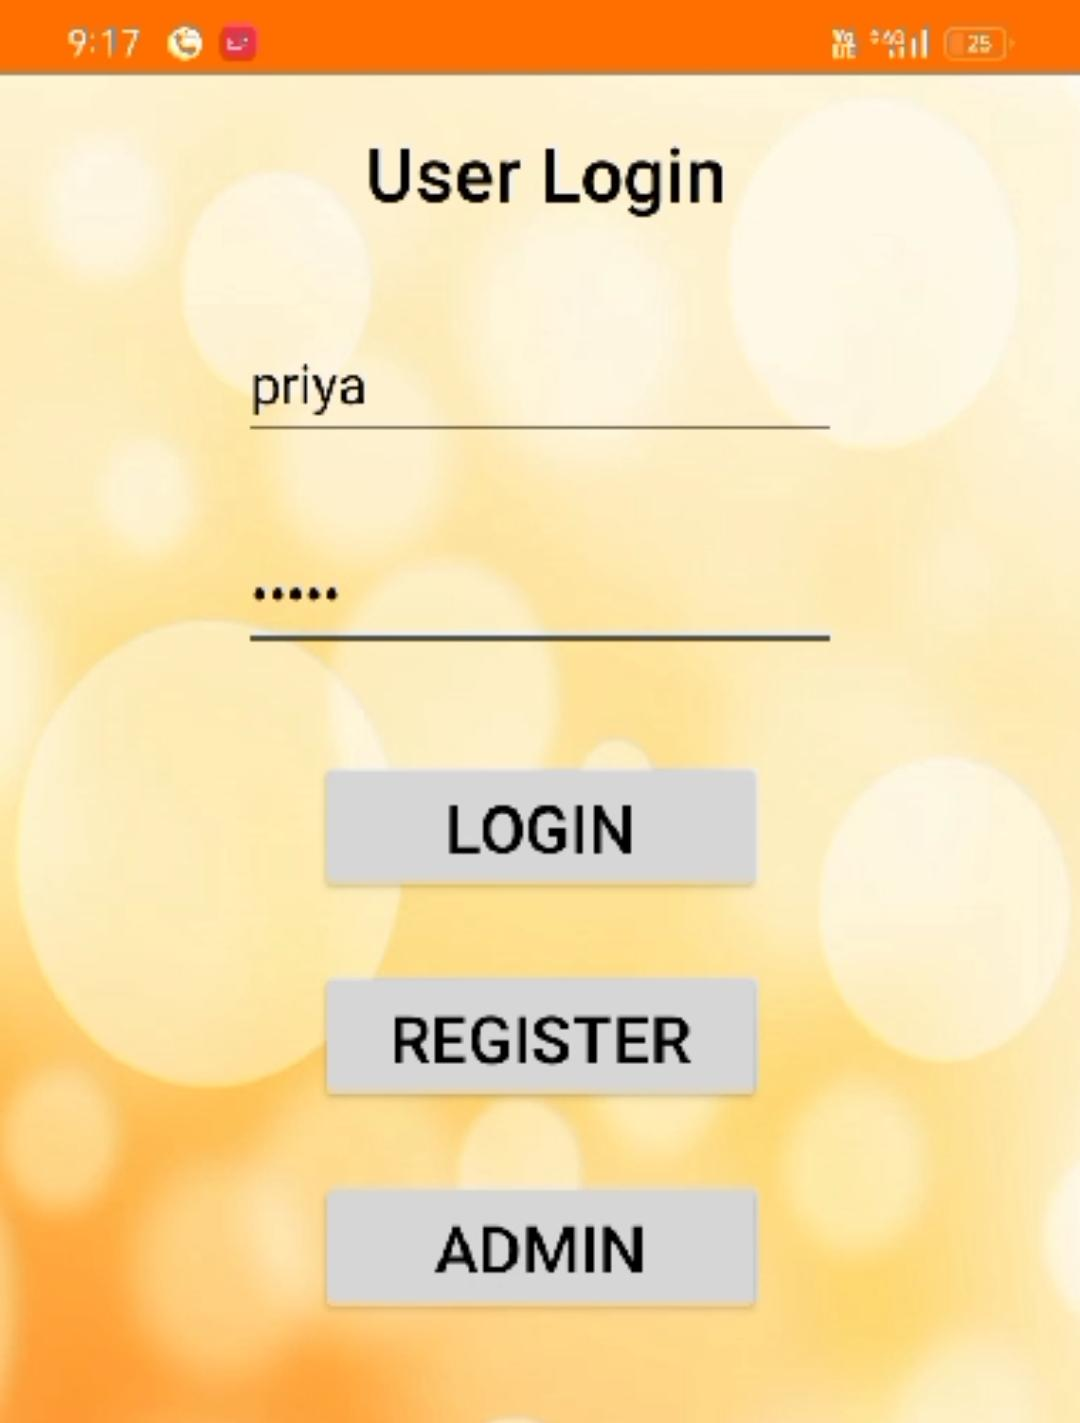 9:17
25
User Login
priya
•••••
LOGIN
REGISTER
ADMIN